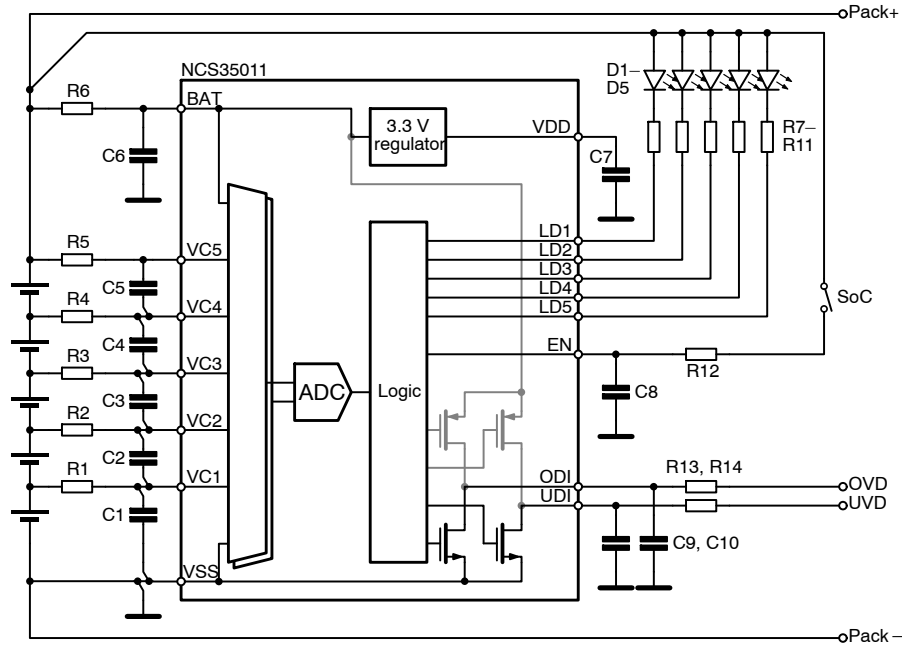 Pack+
NCS35011
D1–
D5
R6
BAT
3.3 V
regulator
VDD
R7–
R11
C6
C7
R5
VC5
LD1
LD2
C5
LD3
R4
VC4
LD4
SoC
LD5
C4
R3
VC3
EN
R12
ADC
Logic
C8
C3
R2
VC2
C2
R1
VC1
ODI
R13, R14
OVD
UDI
UVD
C1
C9, C10
VSS
Pack –